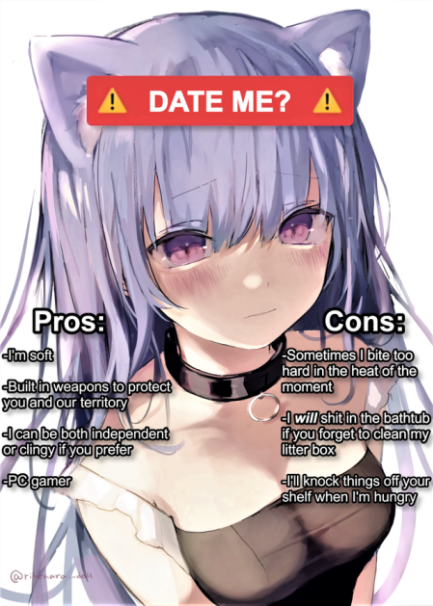 ⚠ DATE ME? ⚠
Pros:
-I'm soft
-Built in weapons to protect
you and our territory
-I can be both independent
or clingy if you prefer
-PC gamer
Cons:
-Sometimes I bite too
hard in the heat of the
moment
-I will shit in the bathtub
if you forget to clean my
litter box
-I'll knock things off your
shelf when I'm hungry